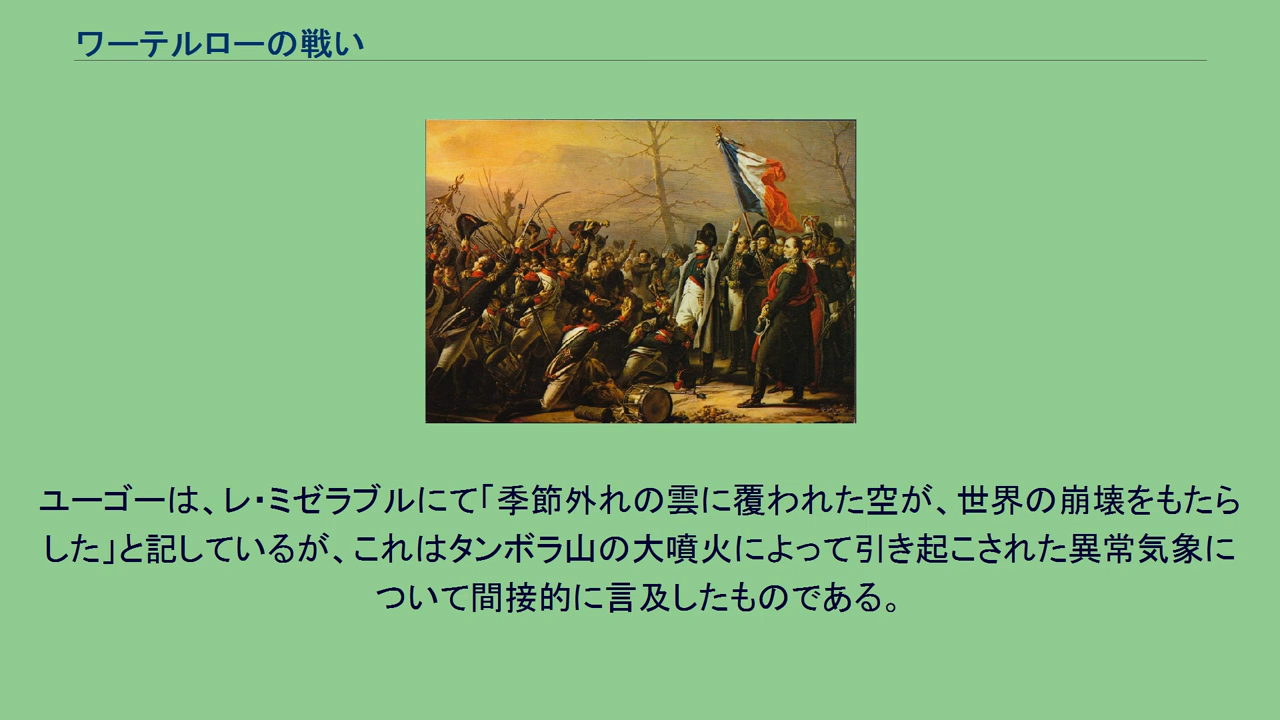 ワーテルローの戦い
ユーゴーは、レ・ミゼラブルにて「季節外れの雲に覆われた空が、世界の崩壊をもたら
した」と記しているが、これはタンボラ山の大噴火によって引き起こされた異常気象に
ついて間接的に言及したものである。